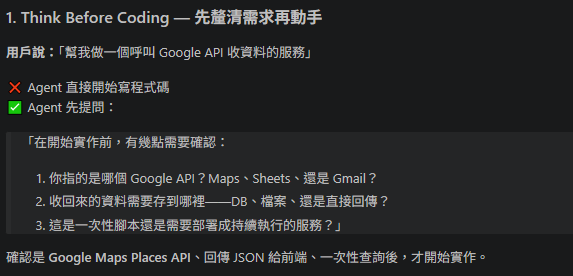 1. Think Before Coding — 先釐清需求再動手
用戶說：「幫我做一個呼叫 Google API 收資料的服務」
❌ Agent 直接開始寫程式碼
✅ Agent 先提問：
「在開始實作前，有幾點需要確認：
1. 你指的是哪個 Google API？Maps、Sheets、還是 Gmail？
2. 收回來的資料需要存到哪裡——DB、檔案、還是直接回傳？
3. 這是一次性腳本還是需要部署成持續執行的服務？」
確認是 Google Maps Places API、回傳 JSON 給前端、一次性查詢後，才開始實作。